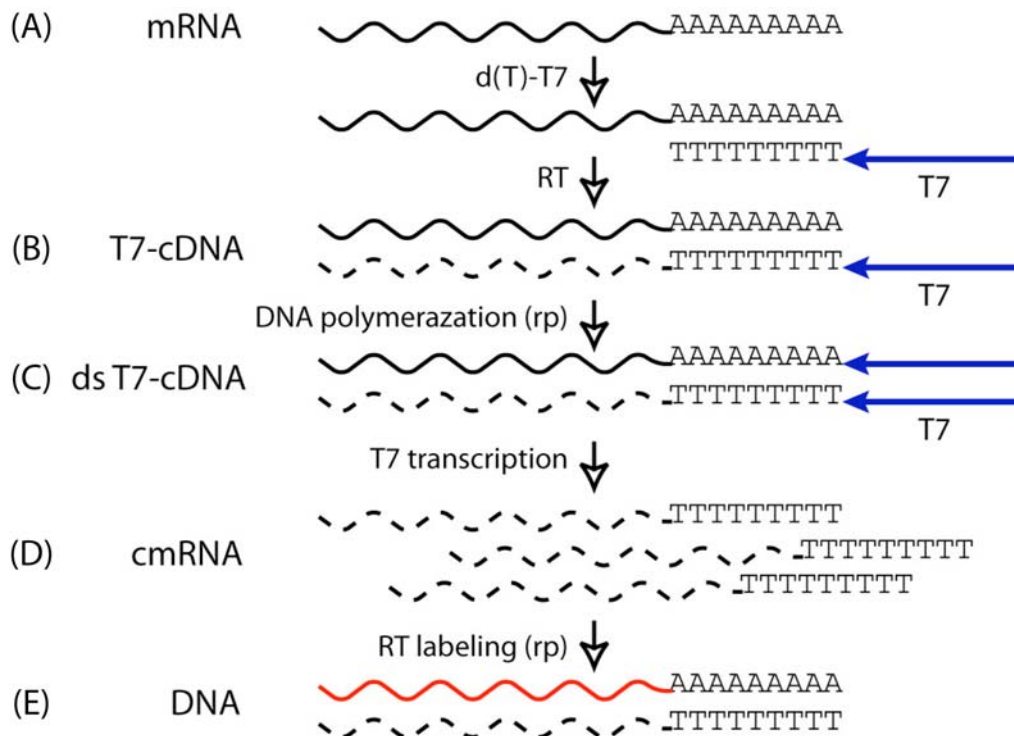 (A) mRNA AAAAAAAAA
d(T)-T7
AAAAAAAAA
TTTTTTTTT
T7
RT
AAAAAAAAA
(B) T7-cDNA TTTTTTTTT
T7
DNA polymerazation (rp)
AAAAAAAAA
(C) ds T7-cDNA TTTTTTTTT
T7
T7 transcription
TTTTTTTTT
(D) cmRNA TTTTTTTTT
TTTTTTTTT
RT labeling (rp)
(E) DNA AAAAAAAAA
TTTTTTTTT